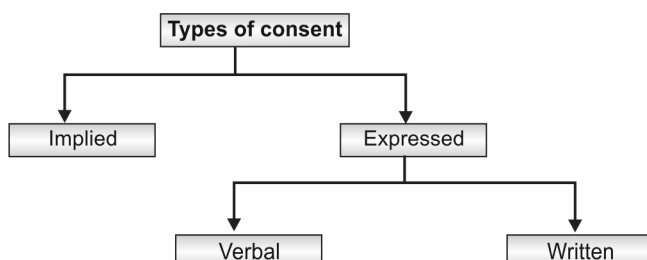 Types of consent
Implied
Expressed
Verbal
Written